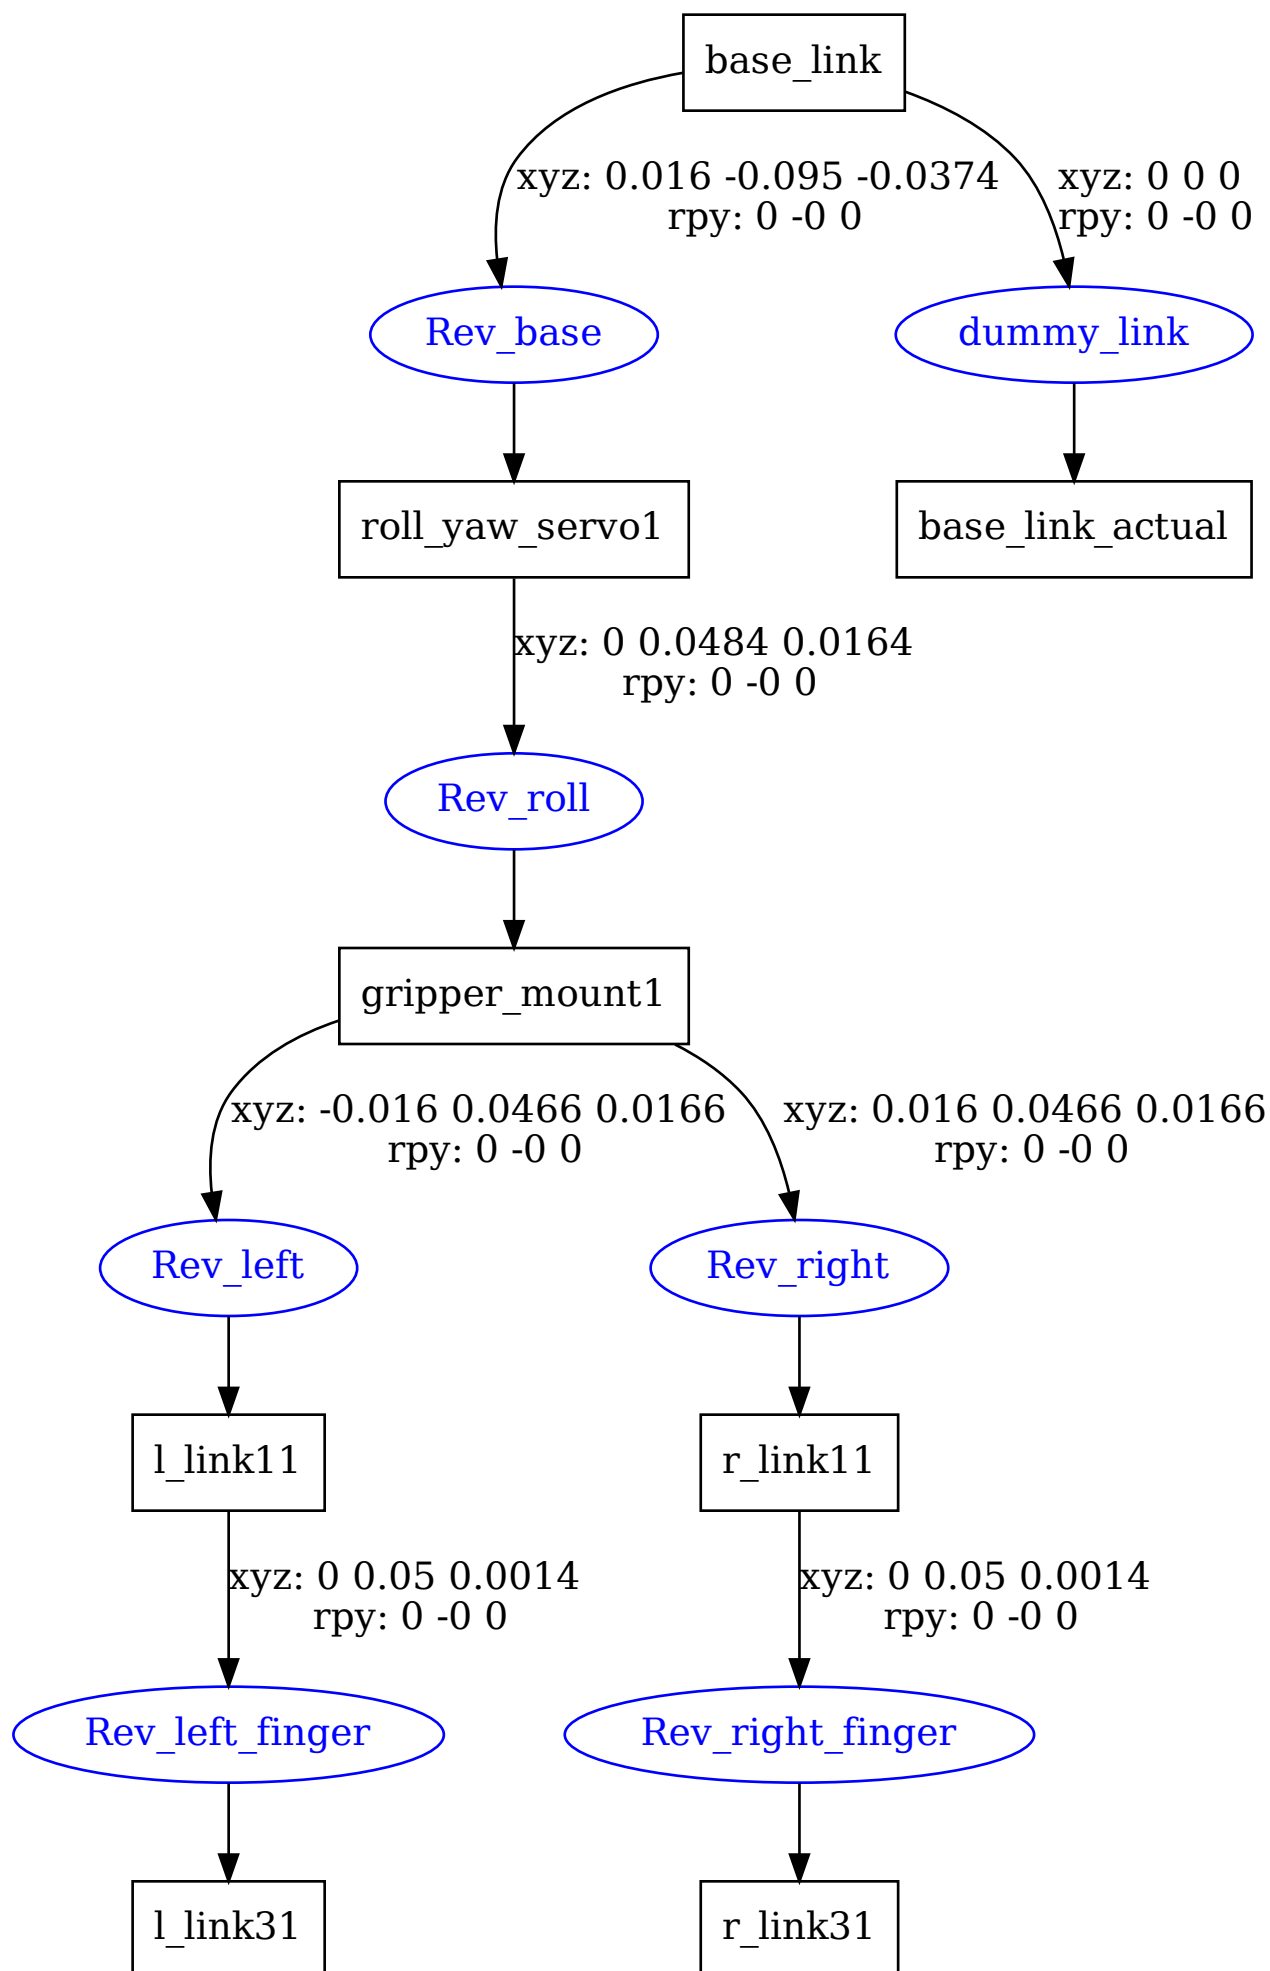 base_link
xyz: 0.016 -0.095 -0.0374
rpy: 0 -0 0
xyz: 0 0 0
rpy: 0 -0 0
Rev_base
dummy_link
roll_yaw_servo1
base_link_actual
xyz: 0 0.0484 0.0164
rpy: 0 -0 0
Rev_roll
gripper_mount1
xyz: -0.016 0.0466 0.0166
rpy: 0 -0 0
xyz: 0.016 0.0466 0.0166
rpy: 0 -0 0
Rev_left
Rev_right
l_link11
r_link11
xyz: 0 0.05 0.0014
rpy: 0 -0 0
xyz: 0 0.05 0.0014
rpy: 0 -0 0
Rev_left_finger
Rev_right_finger
l_link31
r_link31